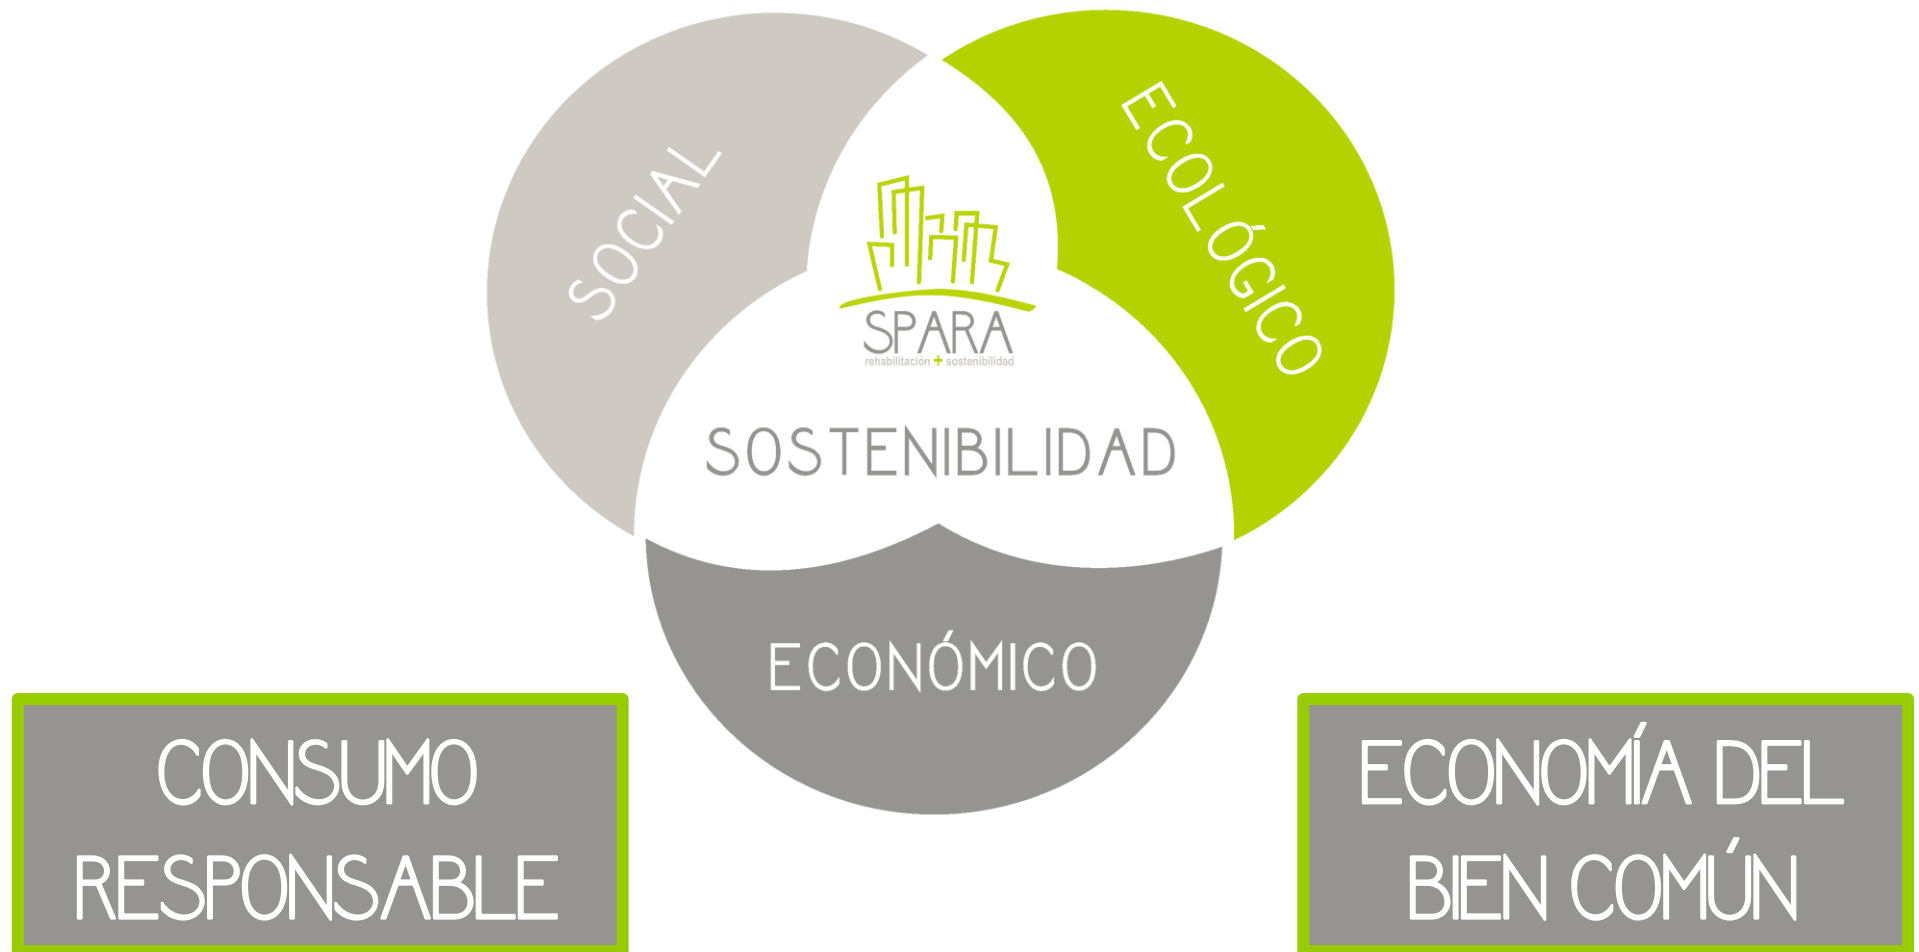 SOCIAL
ECOLÓGICO
SPARA
rehabilitación + sostenibilidad
SOSTENIBILIDAD
ECONÓMICO
CONSUMO
RESPONSABLE
ECONOMÍA DEL
BIEN COMÚN